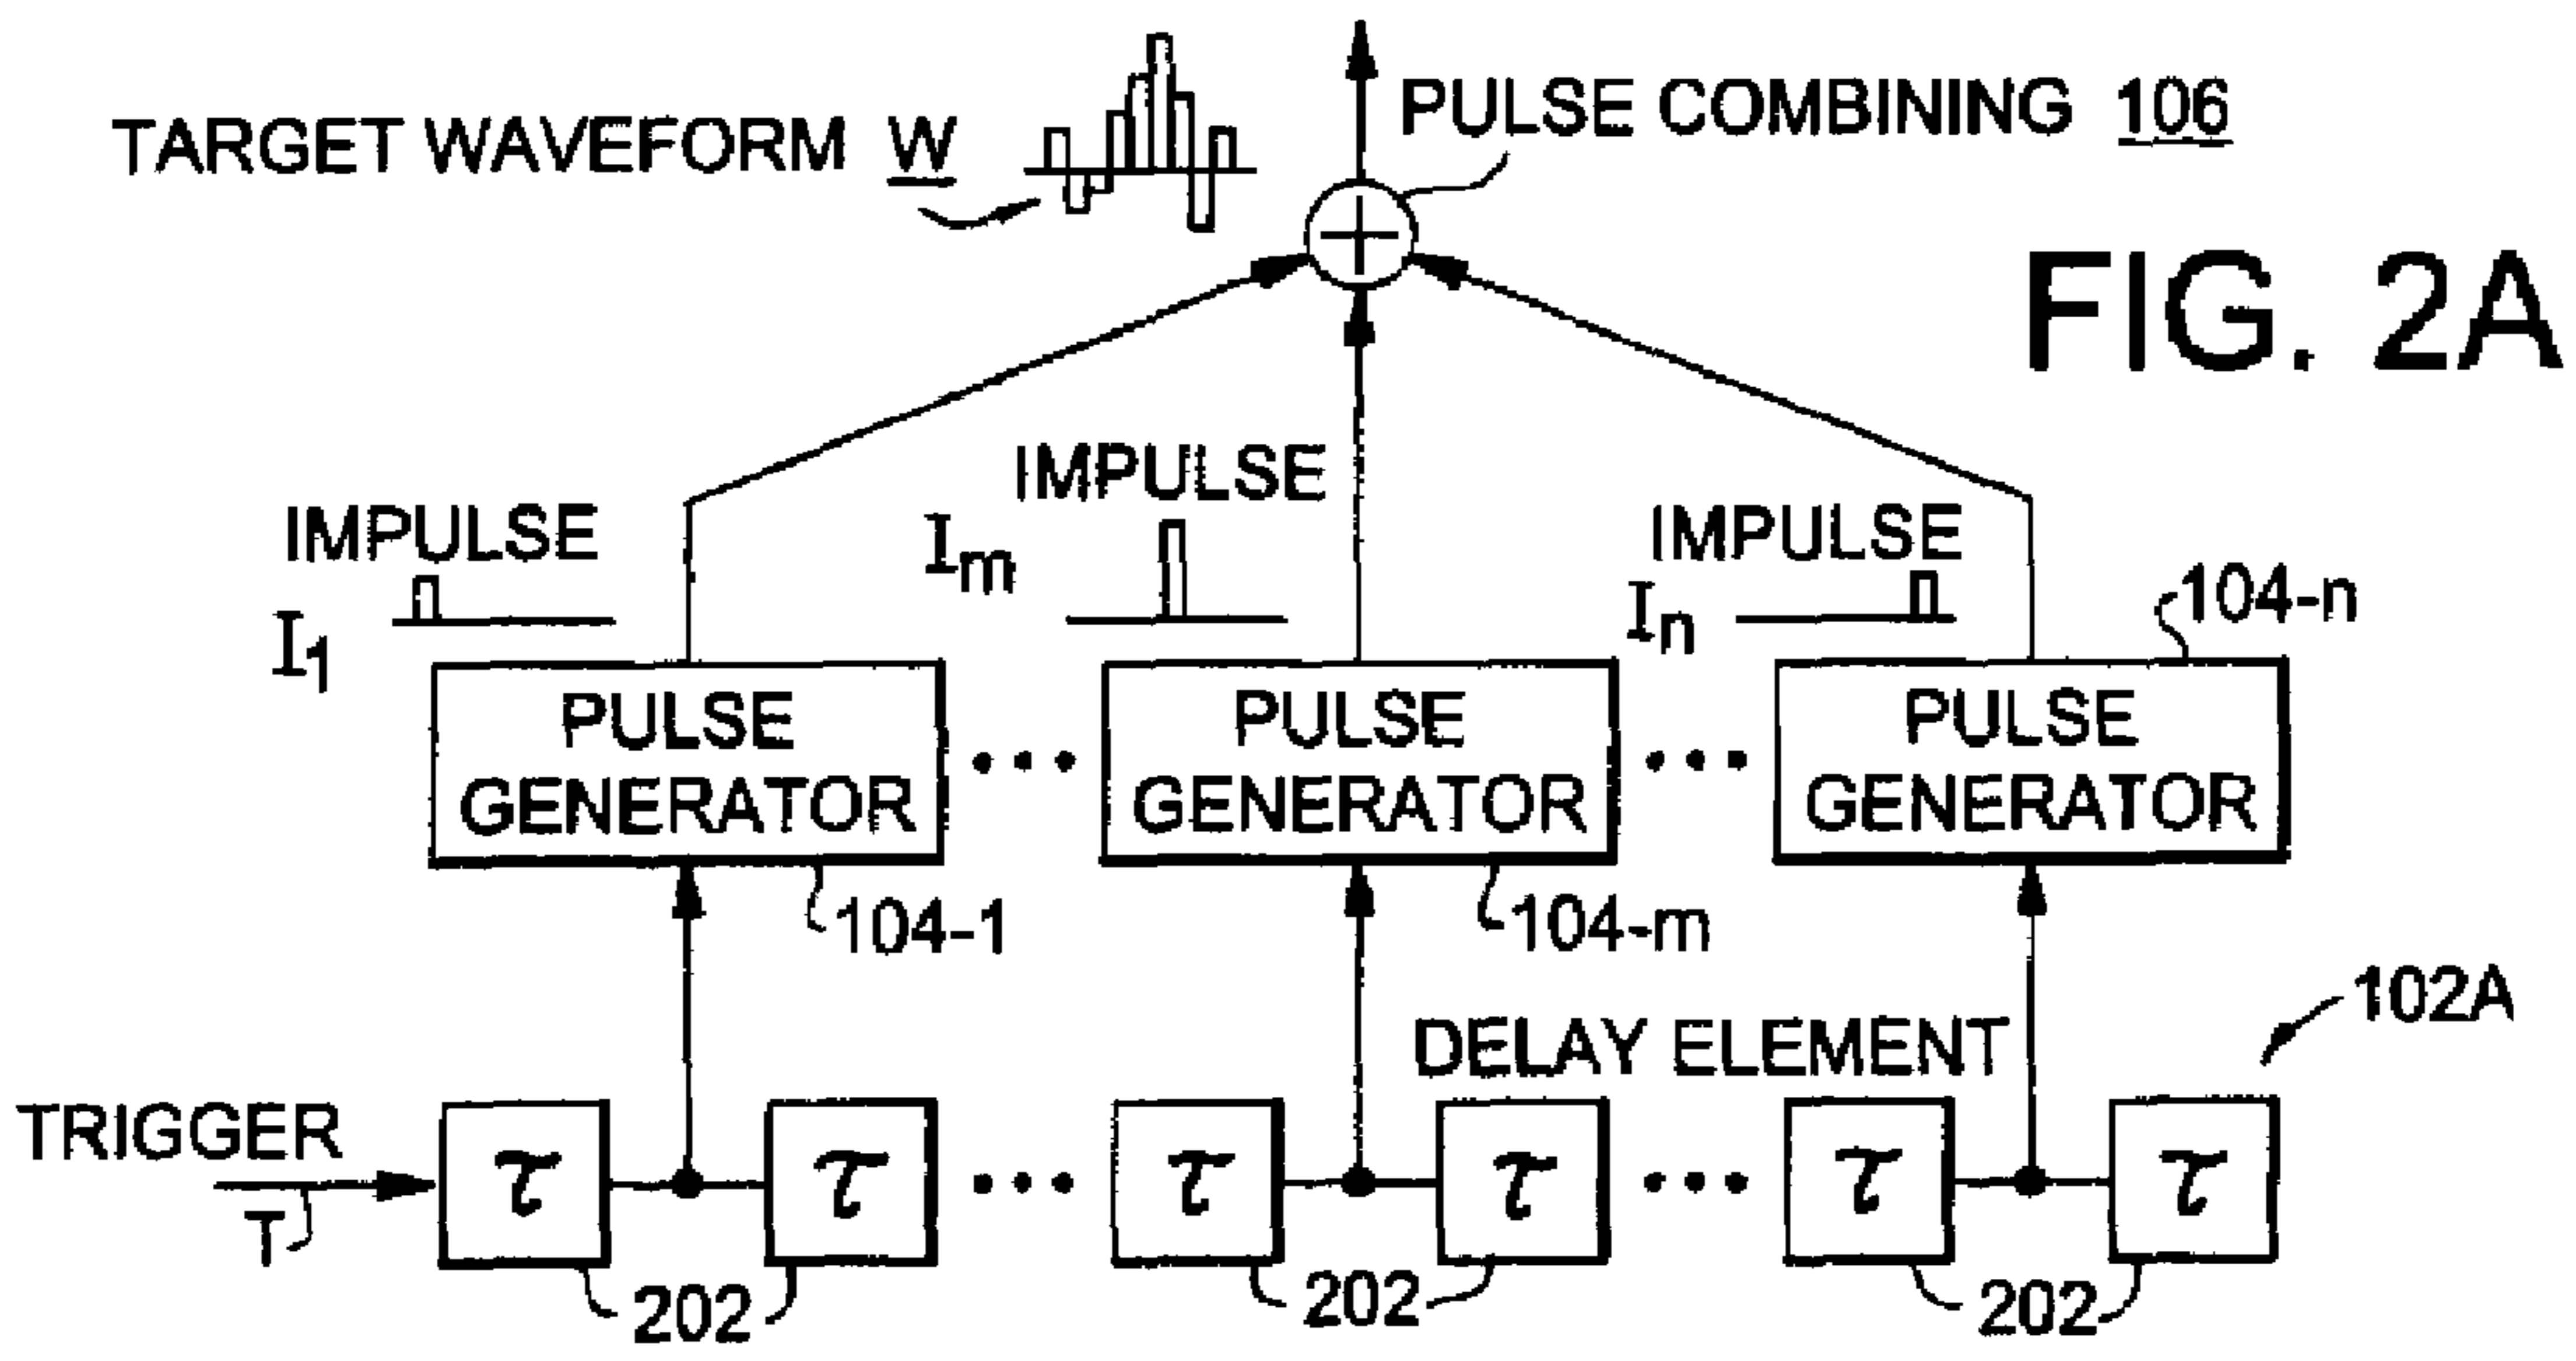 PULSE COMBINING 106
TARGET WAVEFORM W
FIG. 2A
IMPULSE
IMPULSE
IMPULSE
I1
Im
In
104-n
PULSE GENERATOR
PULSE GENERATOR
PULSE GENERATOR
104-1
104-m
102A
DELAY ELEMENT
TRIGGER
T
τ
τ
τ
τ
τ
τ
202
202
202